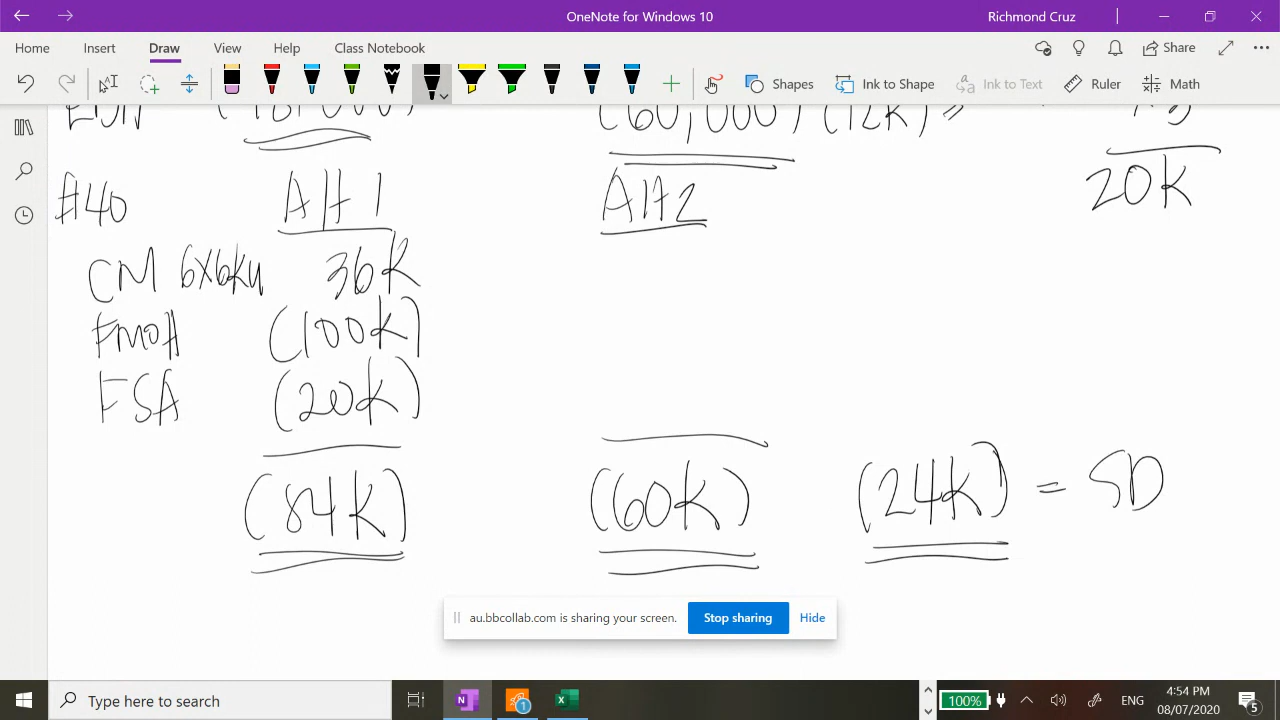 OneNote for Windows 10
Richmond Cruz
Home Insert Draw View Help Class Notebook Share
Shapes Ink to Shape Ink to Text Ruler Math
(60,000) (12K) =
#40 Alt 1 Alt 2 20K
CM 6x6Ku 36K
FMOH (100K)
FSA (20K)
(84K) (60K) (24K) = SD
au.bbcollab.com is sharing your screen. Stop sharing Hide
Type here to search
1
100% ENG
4:54 PM
08/07/2020
5